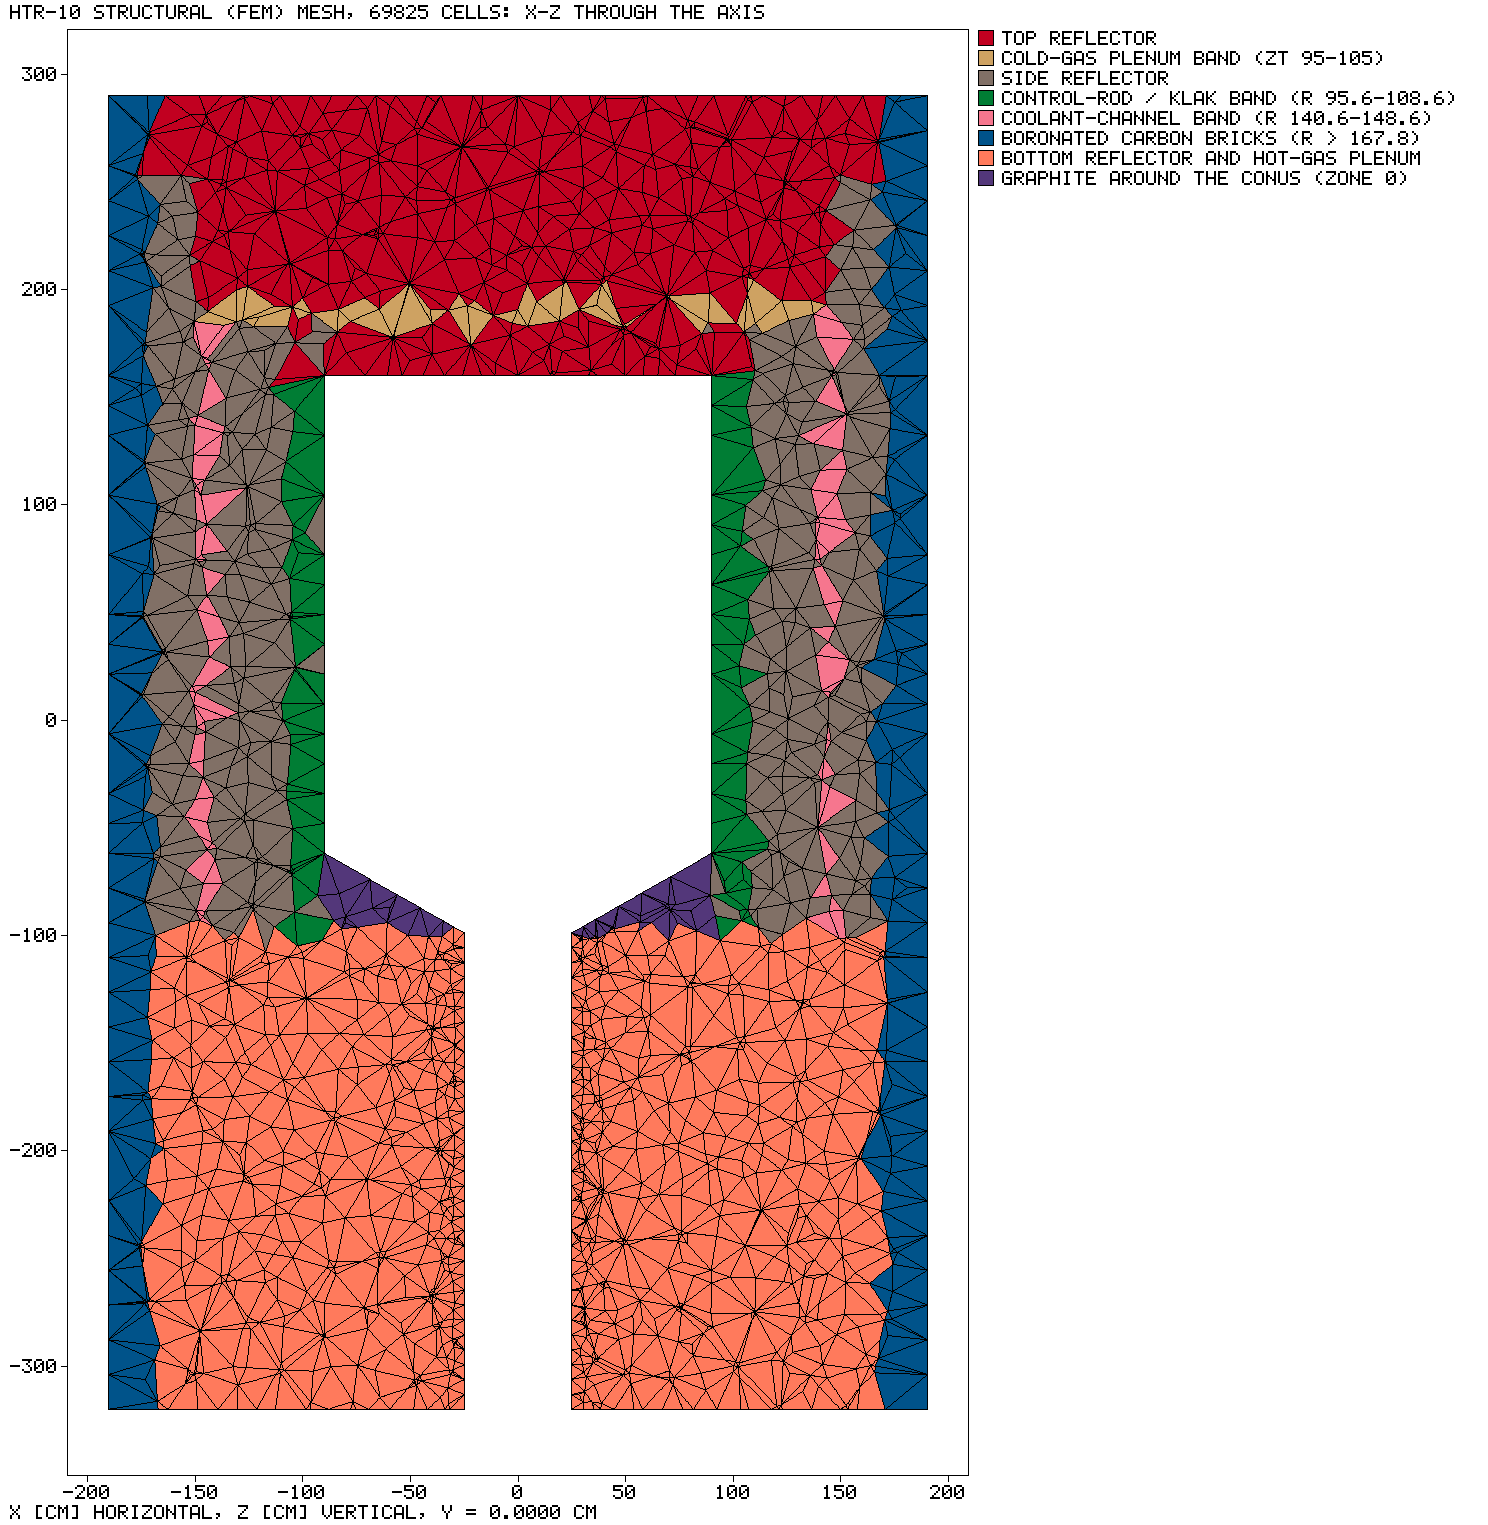 HTR-10 STRUCTURAL (FEM) MESH, 69825 CELLS: X-Z THROUGH THE AXIS
TOP REFLECTOR
COLD-GAS PLENUM BAND (ZT 95-105)
SIDE REFLECTOR
CONTROL-ROD / KLAK BAND (R 95.6-108.6)
COOLANT-CHANNEL BAND (R 140.6-148.6)
BORONATED CARBON BRICKS (R > 167.8)
BOTTOM REFLECTOR AND HOT-GAS PLENUM
GRAPHITE AROUND THE CONUS (ZONE 0)
300
200
100
0
-100
-200
-300
-200 -150 -100 -50 0 50 100 150 200
X [CM] HORIZONTAL, Z [CM] VERTICAL, Y = 0.0000 CM